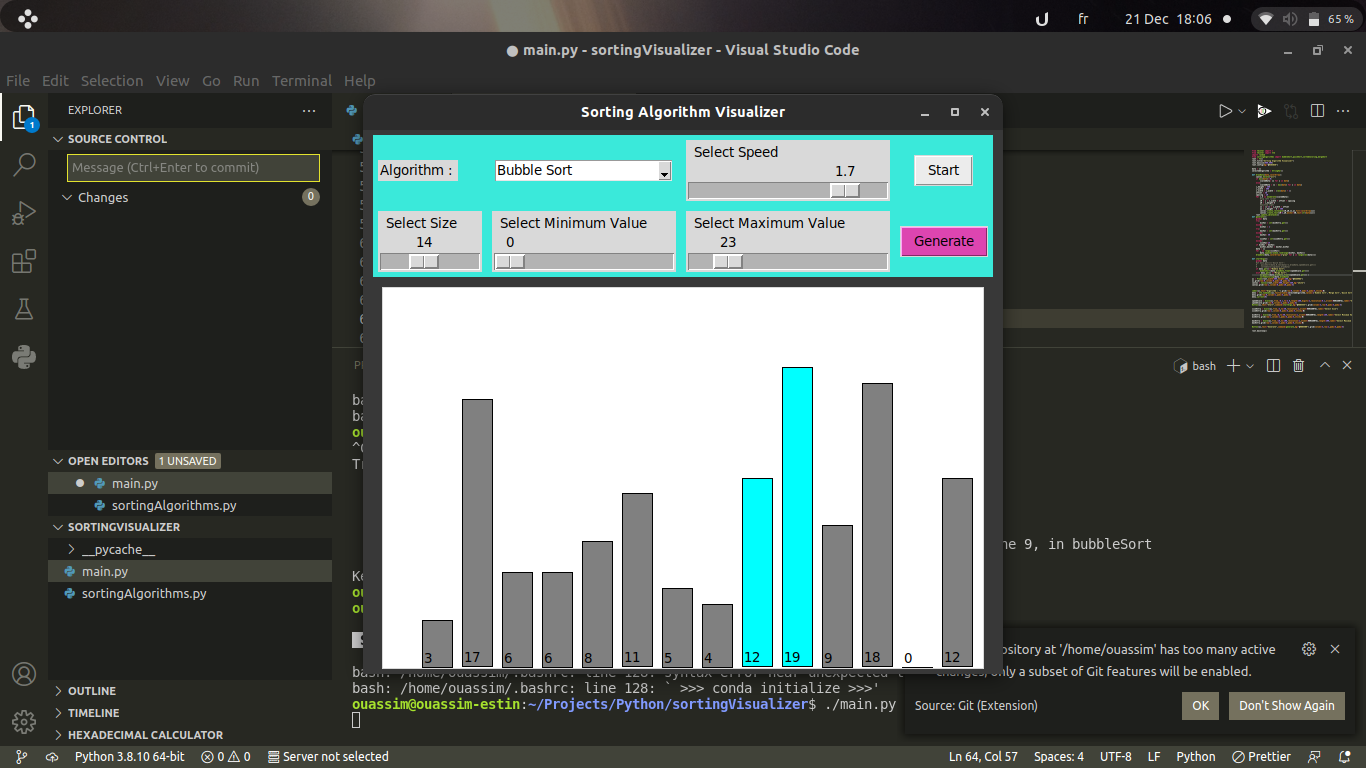 fr
21 Dec 18:06
65 %
● main.py - sortingVisualizer - Visual Studio Code
File Edit Selection View Go Run Terminal Help
EXPLORER
SOURCE CONTROL
Message (Ctrl+Enter to commit)
Changes 0
1
OPEN EDITORS 1 UNSAVED
main.py
sortingAlgorithms.py
SORTINGVISUALIZER
__pycache__
main.py
sortingAlgorithms.py
OUTLINE
TIMELINE
HEXADECIMAL CALCULATOR
Sorting Algorithm Visualizer
Algorithm :
Bubble Sort
Select Speed
1.7
Start
Select Size
14
Select Minimum Value
0
Select Maximum Value
23
Generate
3 17 6 6 8 11 5 4 12 19 9 18 0 12
bash
ne 9, in bubbleSort
bash: /home/ouassim/.bashrc: line 128: syntax error near unexpected
bash: /home/ouassim/.bashrc: line 128: ` >>> conda initialize >>>'
ouassim@ouassim-estin:~/Projects/Python/sortingVisualizer$ ./main.py
ository at '/home/ouassim' has too many active
changes, only a subset of Git features will be enabled.
Source: Git (Extension)
OK
Don't Show Again
Python 3.8.10 64-bit
0 0
Server not selected
Ln 64, Col 57
Spaces: 4
UTF-8
LF
Python
Prettier